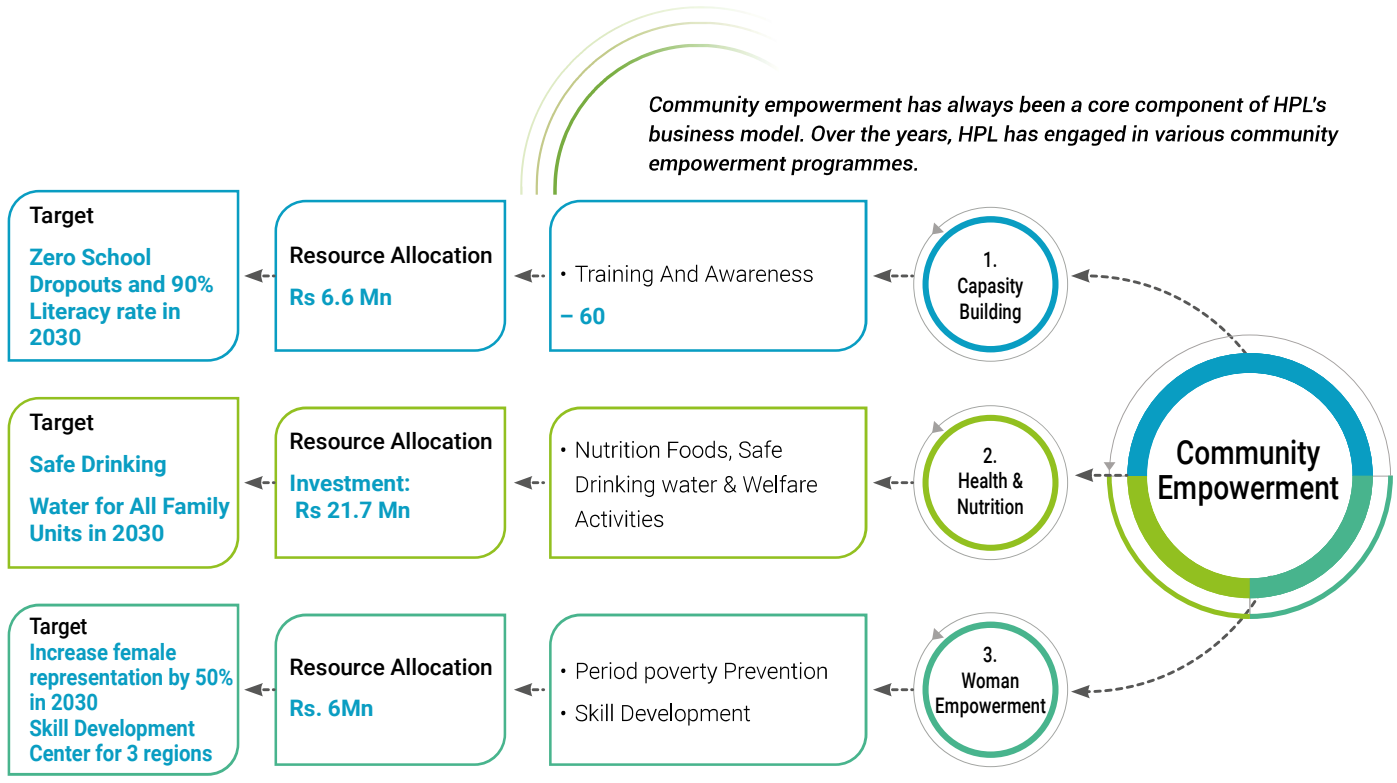 Community empowerment has always been a core component of HPL's
business model. Over the years, HPL has engaged in various community
empowerment programmes.
Target
Zero School
Dropouts and 90%
Literacy rate in
2030
Resource Allocation
Rs 6.6 Mn
• Training And Awareness
– 60
1.
Capasity
Building
Target
Safe Drinking
Water for All Family
Units in 2030
Resource Allocation
Investment:
Rs 21.7 Mn
• Nutrition Foods, Safe
Drinking water & Welfare
Activities
2.
Health &
Nutrition
Community
Empowerment
Target
Increase female
representation by 50%
in 2030
Skill Development
Center for 3 regions
Resource Allocation
Rs. 6Mn
• Period poverty Prevention
• Skill Development
3.
Woman
Empowerment